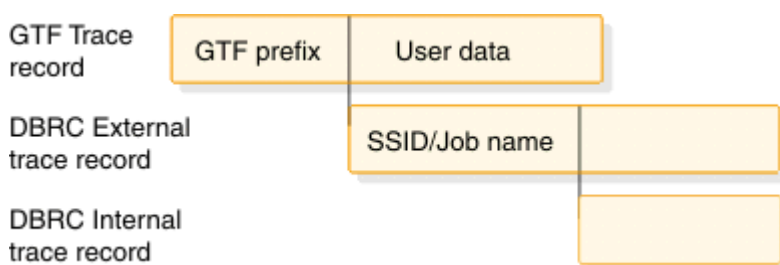 GTF Trace
record
GTF prefix
User data
DBRC External
trace record
SSID/Job name
DBRC Internal
trace record